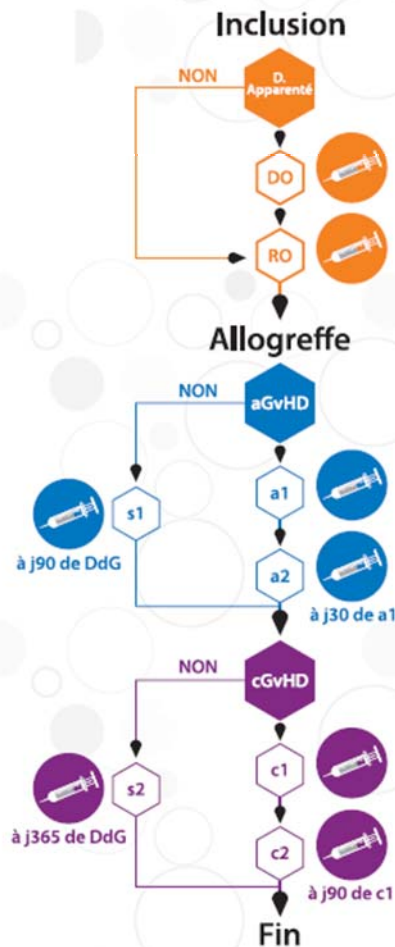 Inclusion
NON
D.
Apparenté
DO
RO
Allogreffe
NON
aGvHD
s1
a1
à j90 de DdG
a2
à j30 de a1
NON
cGvHD
s2
c1
à j365 de DdG
c2
à j90 de c1
Fin